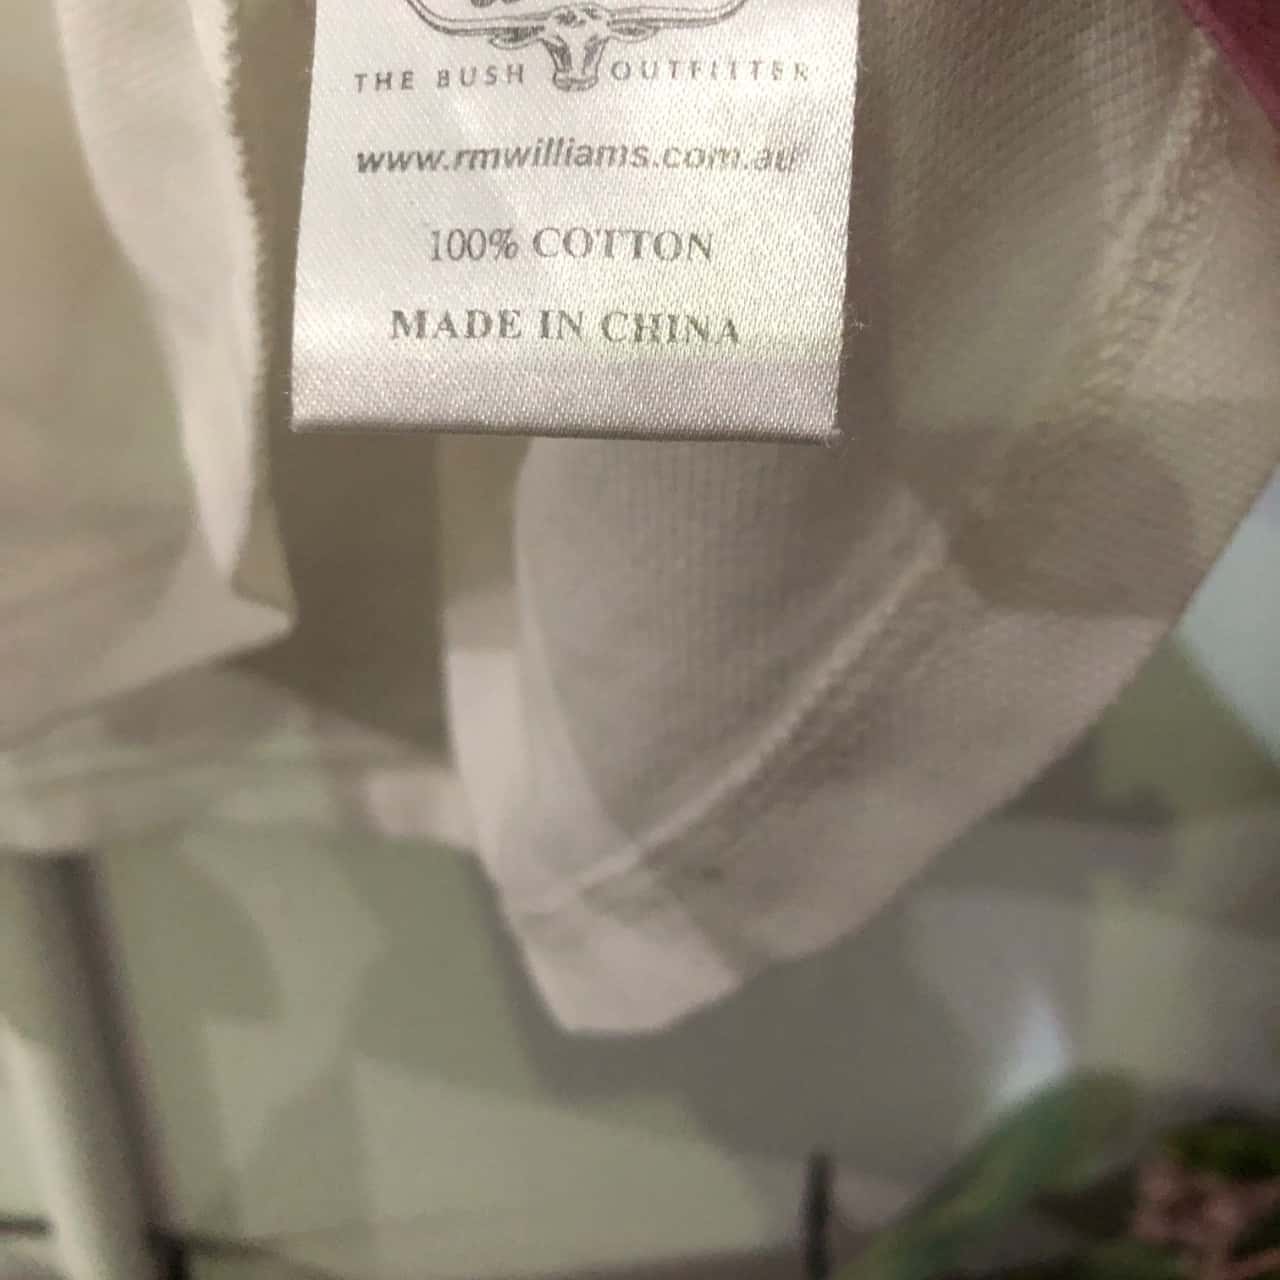 THE BUSH OUTFITTER
www.rmwilliams.com.au
100% COTTON
MADE IN CHINA